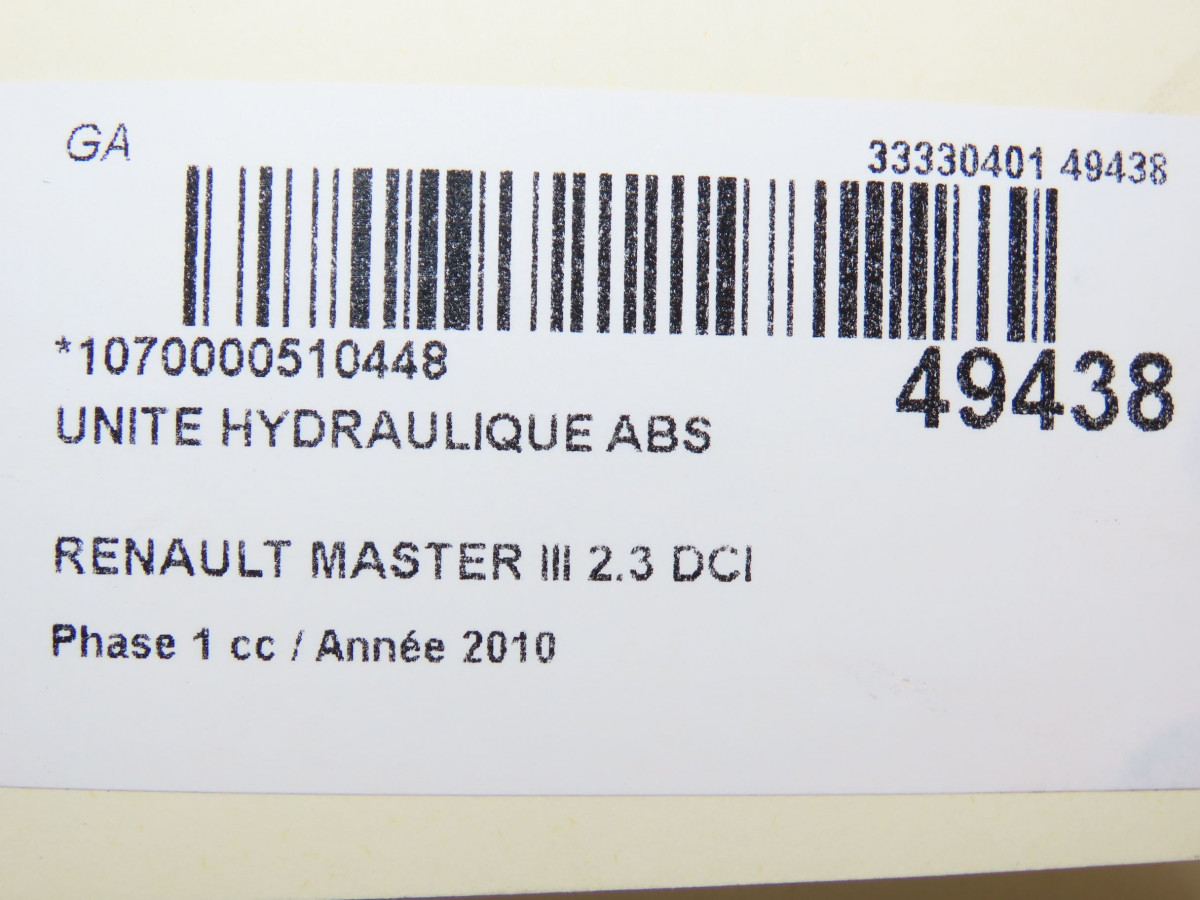 GA
33330401 49438
*1070000510448
49438
UNITE HYDRAULIQUE ABS
RENAULT MASTER III 2.3 DCI
Phase 1 cc / Année 2010